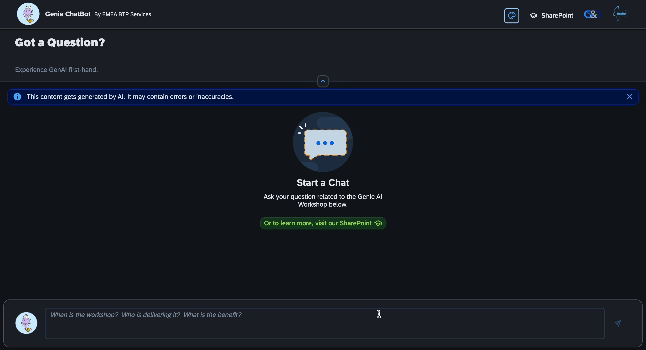 Genie ChatBot By EMEA BTP Services
SharePoint
Got a Question?
Experience GenAI first-hand.
This content gets generated by AI. It may contain errors or inaccuracies.
Start a Chat
Ask your question related to the Genie AI
Workshop below.
Or to learn more, visit our SharePoint
When is the workshop? Who is delivering it? What is the benefit?